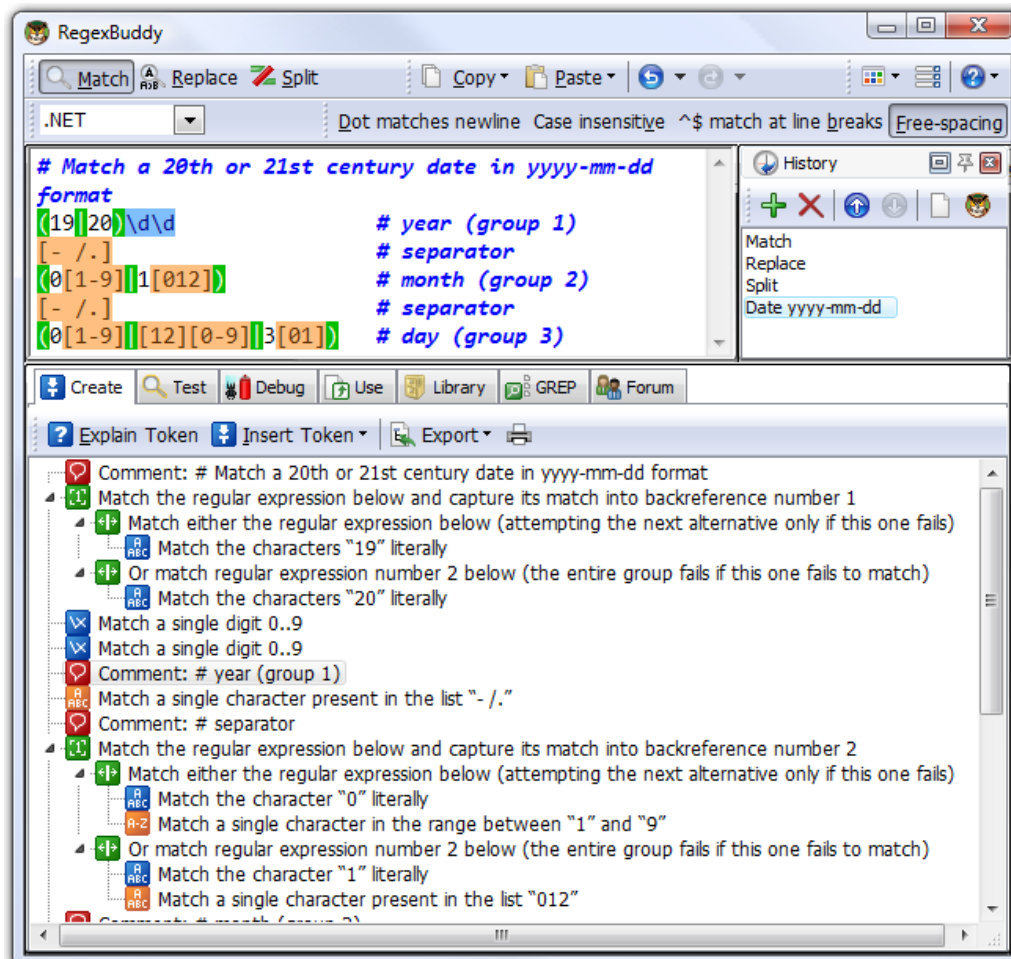 RegexBuddy
Match Replace Split Copy Paste
.NET Dot matches newline Case insensitive ^$ match at line breaks Free-spacing
# Match a 20th or 21st century date in yyyy-mm-dd
format
(19|20)\d\d # year (group 1)
[- /.] # separator
(0[1-9]|1[012]) # month (group 2)
[- /.] # separator
(0[1-9]|[12][0-9]|3[01]) # day (group 3)
History
Match
Replace
Split
Date yyyy-mm-dd
Create Test Debug Use Library GREP Forum
Explain Token Insert Token Export
Comment: # Match a 20th or 21st century date in yyyy-mm-dd format
Match the regular expression below and capture its match into backreference number 1
Match either the regular expression below (attempting the next alternative only if this one fails)
Match the characters “19” literally
Or match regular expression number 2 below (the entire group fails if this one fails to match)
Match the characters “20” literally
Match a single digit 0..9
Match a single digit 0..9
Comment: # year (group 1)
Match a single character present in the list “- /.”
Comment: # separator
Match the regular expression below and capture its match into backreference number 2
Match either the regular expression below (attempting the next alternative only if this one fails)
Match the character “0” literally
Match a single character in the range between “1” and “9”
Or match regular expression number 2 below (the entire group fails if this one fails to match)
Match the character “1” literally
Match a single character present in the list “012”
Comment: # month (group 2)